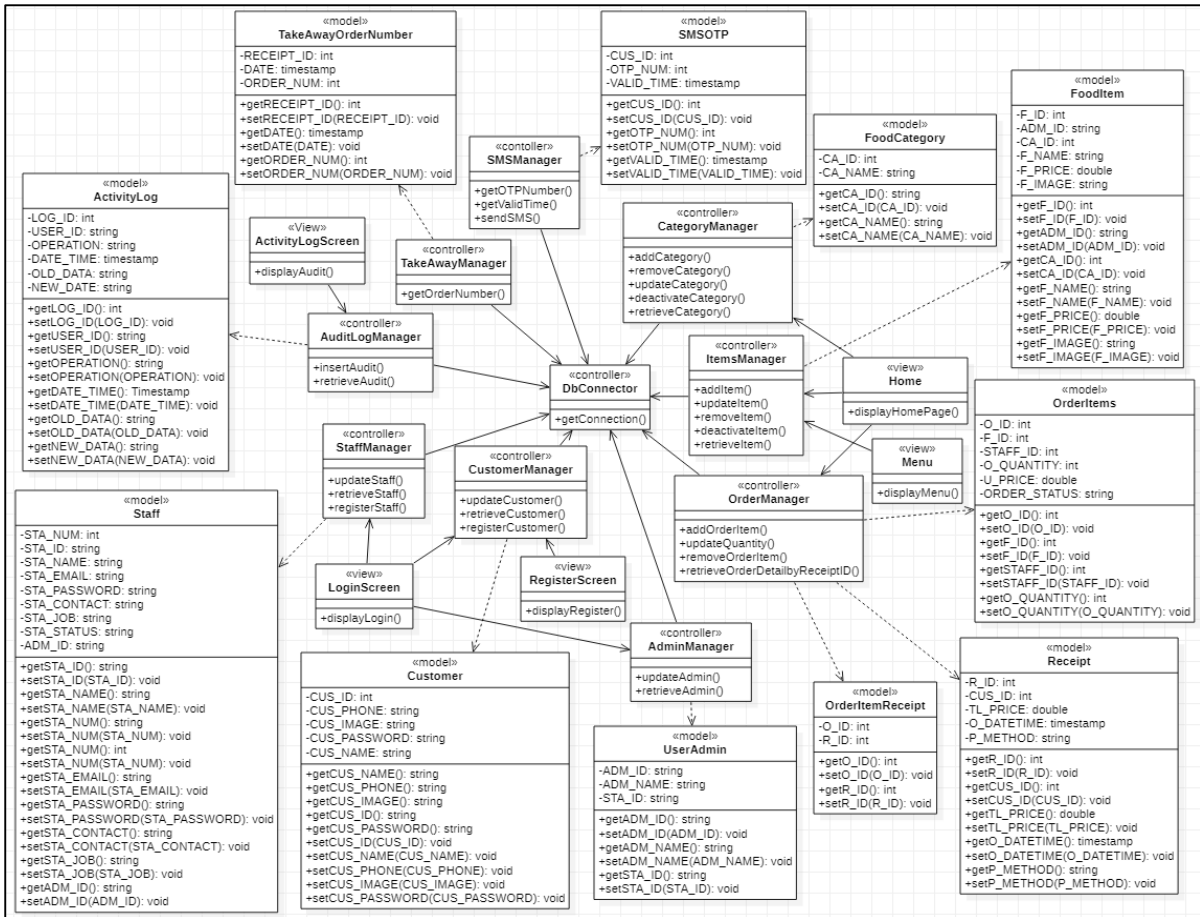 «model»
TakeAwayOrderNumber
-RECEIPT_ID: int
-DATE: timestamp
-ORDER_NUM: int
+getRECEIPT_ID(): int
+setRECEIPT_ID(RECEIPT_ID): void
+getDATE(): timestamp
+setDATE(DATE): void
+getORDER_NUM(): int
+setORDER_NUM(ORDER_NUM): void
«model»
SMSOTP
-CUS_ID: int
-OTP_NUM: int
-VALID_TIME: timestamp
+getCUS_ID(): int
+setCUS_ID(CUS_ID): void
+getOTP_NUM(): int
+setOTP_NUM(OTP_NUM): void
+getVALID_TIME(): timestamp
+setVALID_TIME(VALID_TIME): void
«model»
FoodItem
-F_ID: int
-ADM_ID: string
-CA_ID: int
-F_NAME: string
-F_PRICE: double
-F_IMAGE: string
+getF_ID(): int
+setF_ID(F_ID): void
+getADM_ID(): string
+setADM_ID(ADM_ID): void
+getCA_ID(): int
+setCA_ID(CA_ID): void
+getF_NAME(): string
+setF_NAME(F_NAME): void
+getF_PRICE(): double
+setF_PRICE(F_PRICE): void
+getF_IMAGE(): string
+setF_IMAGE(F_IMAGE): void
«model»
FoodCategory
-CA_ID: int
-CA_NAME: string
+getCA_ID(): string
+setCA_ID(CA_ID): void
+getCA_NAME(): string
+setCA_NAME(CA_NAME): void
«contoller»
SMSManager
+getOTPNumber()
+getValidTime()
+sendSMS()
«model»
ActivityLog
-LOG_ID: int
-USER_ID: string
-OPERATION: string
-DATE_TIME: timestamp
-OLD_DATA: string
-NEW_DATE: string
+getLOG_ID(): int
+setLOG_ID(LOG_ID): void
+getUSER_ID(): string
+setUSER_ID(USER_ID): void
+getOPERATION(): string
+setOPERATION(OPERATION): void
+getDATE_TIME(): Timestamp
+setDATE_TIME(DATE_TIME): void
+getOLD_DATA(): string
+setOLD_DATA(OLD_DATA): void
+getNEW_DATA(): string
+setNEW_DATA(NEW_DATA): void
«View»
ActivityLogScreen
+displayAudit()
«controller»
TakeAwayManager
+getOrderNumber()
«controller»
CategoryManager
+addCategory()
+removeCategory()
+updateCategory()
+deactivateCategory()
+retrieveCategory()
«controller»
AuditLogManager
+insertAudit()
+retrieveAudit()
«controller»
DbConnector
+getConnection()
«controller»
ItemsManager
+addItem()
+updateItem()
+removeItem()
+deactivateItem()
+retrieveItem()
«view»
Home
+displayHomePage()
«model»
OrderItems
-O_ID: int
-F_ID: int
-STAFF_ID: int
-O_QUANTITY: int
-U_PRICE: double
-ORDER_STATUS: string
+getO_ID(): int
+setO_ID(O_ID): void
+getF_ID(): int
+setF_ID(F_ID): void
+getSTAFF_ID(): int
+setSTAFF_ID(STAFF_ID): void
+getO_QUANTITY(): int
+setO_QUANTITY(O_QUANTITY): void
«view»
Menu
+displayMenu()
«controller»
StaffManager
+updateStaff()
+retrieveStaff()
+registerStaff()
«controller»
CustomerManager
+updateCustomer()
+retrieveCustomer()
+registerCustomer()
«controller»
OrderManager
+addOrderItem()
+updateQuantity()
+removeOrderItem()
+retrieveOrderDetailbyReceiptID()
«model»
Staff
-STA_NUM: int
-STA_ID: string
-STA_NAME: string
-STA_EMAIL: string
-STA_PASSWORD: string
-STA_CONTACT: string
-STA_JOB: string
-STA_STATUS: string
-ADM_ID: string
+getSTA_ID(): string
+setSTA_ID(STA_ID): void
+getSTA_NAME(): string
+setSTA_NAME(STA_NAME): void
+getSTA_NUM(): string
+setSTA_NUM(STA_NUM): void
+getSTA_NUM(): int
+setSTA_NUM(STA_NUM): void
+getSTA_EMAIL(): string
+setSTA_EMAIL(STA_EMAIL): void
+getSTA_PASSWORD(): string
+setSTA_PASSWORD(STA_PASSWORD): void
+getSTA_CONTACT(): string
+setSTA_CONTACT(STA_CONTACT): void
+getSTA_JOB(): string
+setSTA_JOB(STA_JOB): void
+getADM_ID(): string
+setADM_ID(ADM_ID): void
«view»
LoginScreen
+displayLogin()
«view»
RegisterScreen
+displayRegister()
«controller»
AdminManager
+updateAdmin()
+retrieveAdmin()
«model»
Customer
-CUS_ID: int
-CUS_PHONE: string
-CUS_IMAGE: string
-CUS_PASSWORD: string
-CUS_NAME: string
+getCUS_NAME(): string
+getCUS_PHONE(): string
+getCUS_IMAGE(): string
+getCUS_ID(): string
+getCUS_PASSWORD(): string
+setCUS_ID(CUS_ID): void
+setCUS_NAME(CUS_NAME): void
+setCUS_PHONE(CUS_PHONE): void
+setCUS_IMAGE(CUS_IMAGE): void
+setCUS_PASSWORD(CUS_PASSWORD): void
«model»
UserAdmin
-ADM_ID: string
-ADM_NAME: string
-STA_ID: string
+getADM_ID(): string
+setADM_ID(ADM_ID): void
+getADM_NAME(): string
+setADM_NAME(ADM_NAME): void
+getSTA_ID(): string
+setSTA_ID(STA_ID): void
«model»
OrderItemReceipt
-O_ID: int
-R_ID: int
+getO_ID(): int
+setO_ID(O_ID): void
+getR_ID(): int
+setR_ID(R_ID): void
«model»
Receipt
-R_ID: int
-CUS_ID: int
-TL_PRICE: double
-O_DATETIME: timestamp
-P_METHOD: string
+getR_ID(): int
+setR_ID(R_ID): void
+getCUS_ID(): int
+setCUS_ID(CUS_ID): void
+getTL_PRICE(): double
+setTL_PRICE(TL_PRICE): void
+getO_DATETIME(): timestamp
+setO_DATETIME(O_DATETIME): void
+getP_METHOD(): string
+setP_METHOD(P_METHOD): void